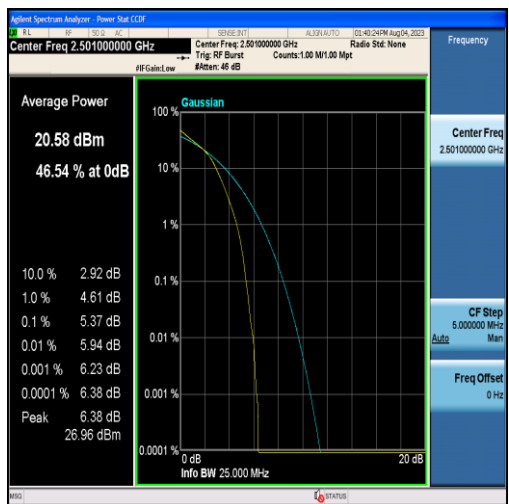 Agilent Spectrum Analyzer - Power Stat CCDF
RL RF 50 Ω AC SENSE:INT ALIGN AUTO 01:40:24 PM Aug 04, 2023
Center Freq 2.501000000 GHz
Center Freq: 2.501000000 GHz Radio Std: None
Trig: RF Burst Counts:1.00 M/1.00 Mpt
#IFGain:Low #Atten: 46 dB
Frequency
Center Freq
2.501000000 GHz
CF Step
5.000000 MHz
Auto Man
Freq Offset
0 Hz
Average Power
20.58 dBm
46.54 % at 0dB
10.0 % 2.92 dB
1.0 % 4.61 dB
0.1 % 5.37 dB
0.01 % 5.94 dB
0.001 % 6.23 dB
0.0001 % 6.38 dB
Peak 6.38 dB
26.96 dBm
Gaussian
100 %
10 %
1 %
0.1 %
0.01 %
0.001 %
0.0001 %
0 dB 20 dB
Info BW 25.000 MHz
MSG STATUS